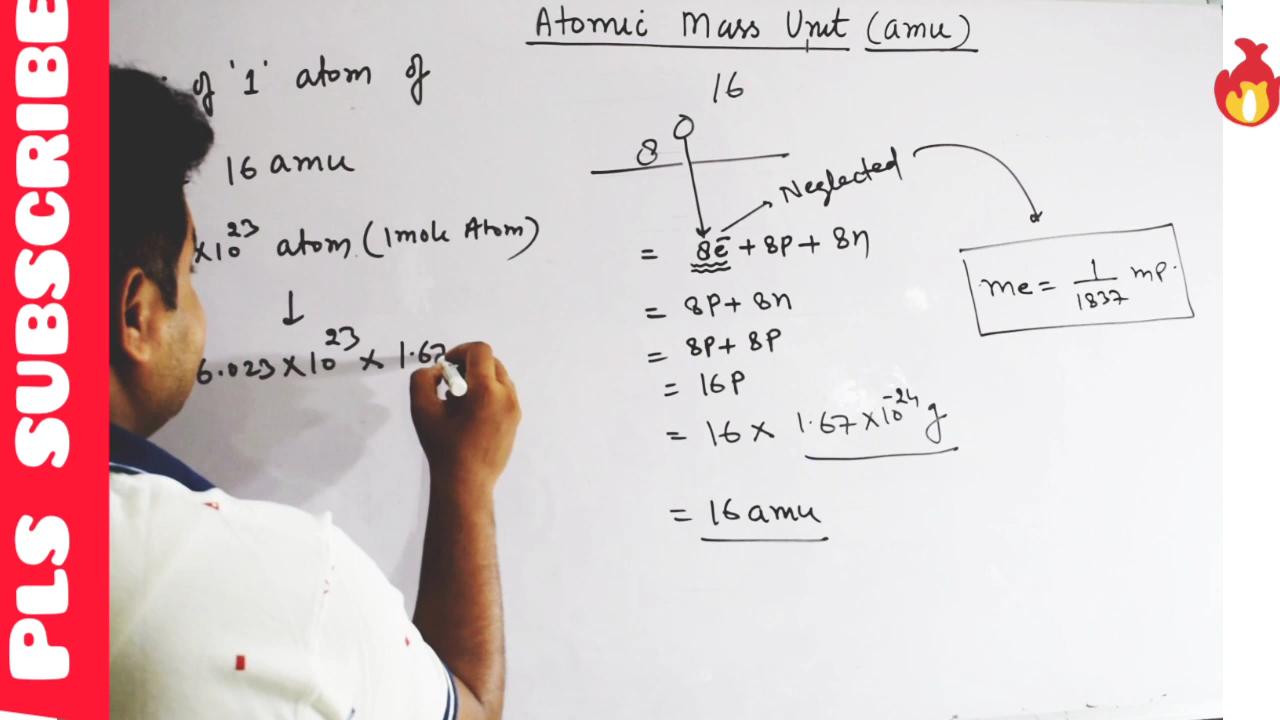 PLS SUBSCRIBE
Atomic Mass Unit (amu)
of '1' atom of
16 amu
×10²³ atom (1 mole Atom)
↓
6.023×10²³ × 1.67
16
8 O
Neglected
= 8e⁻ + 8P + 8n
= 8P + 8n
= 8P + 8P
= 16P
= 16 × 1.67×10⁻²⁴ g
= 16 amu
me = 1/1837 mp.